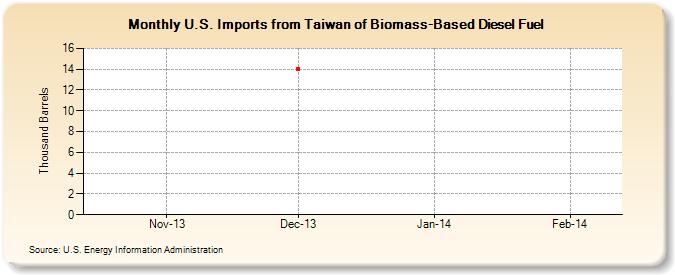 Monthly U.S. Imports from Taiwan of Biomass-Based Diesel Fuel
Thousand Barrels
16
14
12
10
8
6
4
2
0
Nov-13 Dec-13 Jan-14 Feb-14
Source: U.S. Energy Information Administration